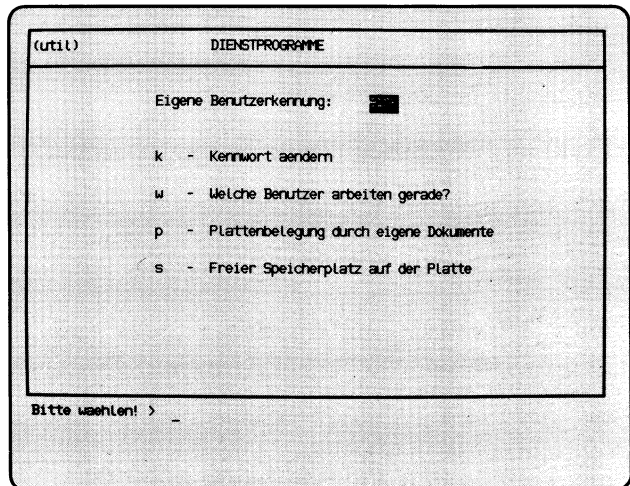 (util) DIENSTPROGRAMME
Eigene Benutzerkennung:
k - Kennwort aendern
w - Welche Benutzer arbeiten gerade?
p - Plattenbelegung durch eigene Dokumente
s - Freier Speicherplatz auf der Platte
Bitte waehlen! > _